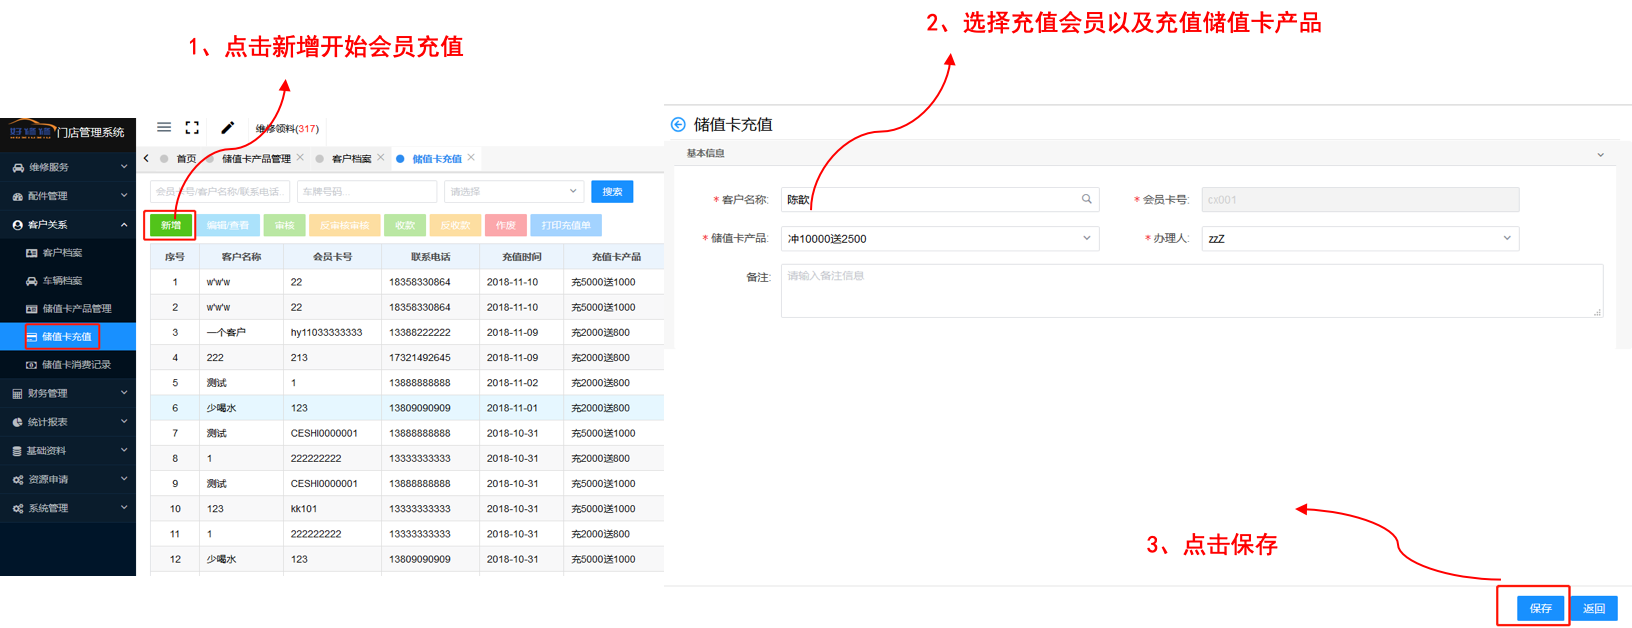 1、点击新增开始会员充值
2、选择充值会员以及充值储值卡产品
门店管理系统
维修领料(317)
首页 储值卡产品管理 × 客户档案 × 储值卡充值 ×
会员卡号/客户名称/联系电话.. 车牌号码... 请选择 搜索
新增 编辑/查看 审核 反审核审核 收款 反收款 作废 打印充值单
维修服务
配件管理
客户关系
客户档案
车辆档案
储值卡产品管理
储值卡充值
储值卡消费记录
财务管理
统计报表
基础资料
资源申请
系统管理
序号 客户名称 会员卡号 联系电话 充值时间 充值卡产品
1 w'w'w 22 18358330864 2018-11-10 充5000送1000
2 w'w'w 22 18358330864 2018-11-10 充5000送1000
3 一个客户 hy11033333333 13388222222 2018-11-09 充2000送800
4 222 213 17321492645 2018-11-09 充2000送800
5 测试 1 13888888888 2018-11-02 充2000送800
6 少喝水 123 13809090909 2018-11-01 充2000送800
7 测试 CESHI0000001 13888888888 2018-10-31 充5000送1000
8 1 222222222 13333333333 2018-10-31 充2000送800
9 测试 CESHI0000001 13888888888 2018-10-31 充5000送1000
10 123 kk101 13333333333 2018-10-31 充5000送1000
11 1 222222222 13333333333 2018-10-31 充2000送800
12 少喝水 123 13809090909 2018-10-31 充5000送1000
储值卡充值
基本信息
* 客户名称: 陈歆 * 会员卡号: cx001
* 储值卡产品: 冲10000送2500 * 办理人: zzZ
备注: 请输入备注信息
3、点击保存
保存 返回